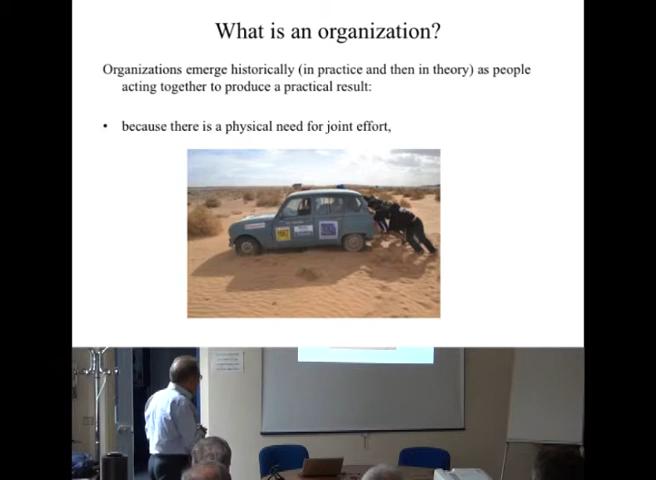 What is an organization?
Organizations emerge historically (in practice and then in theory) as people
acting together to produce a practical result:
• because there is a physical need for joint effort,